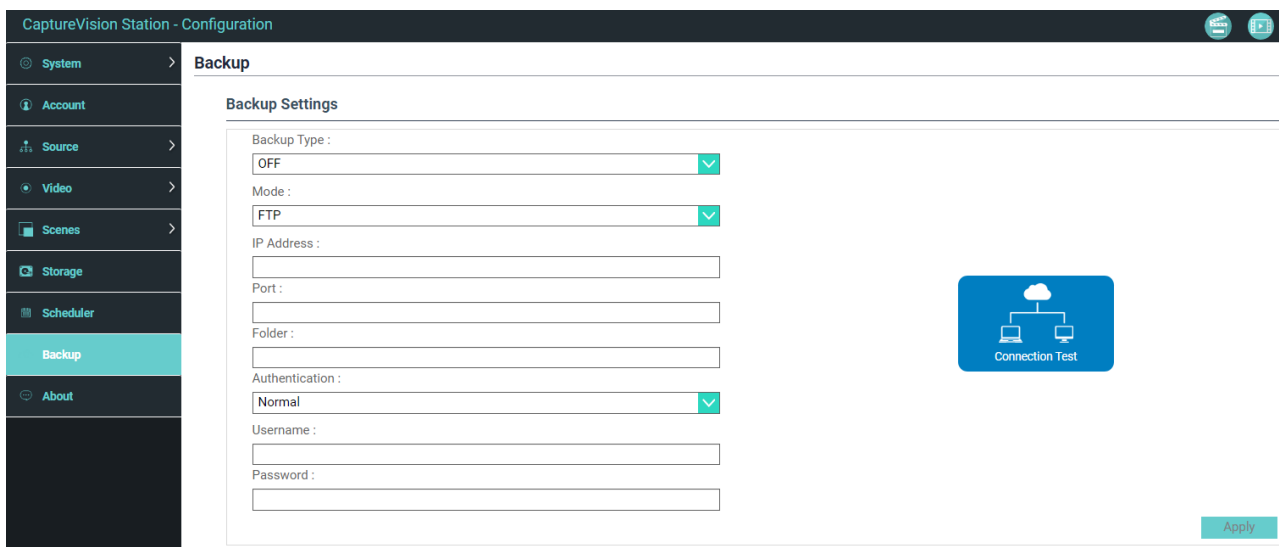 CaptureVision Station - Configuration
System
Account
Source
Video
Scenes
Storage
Scheduler
Backup
About
Backup
Backup Settings
Backup Type :
OFF
Mode :
FTP
IP Address :
Port :
Folder :
Authentication :
Normal
Username :
Password :
Connection Test
Apply